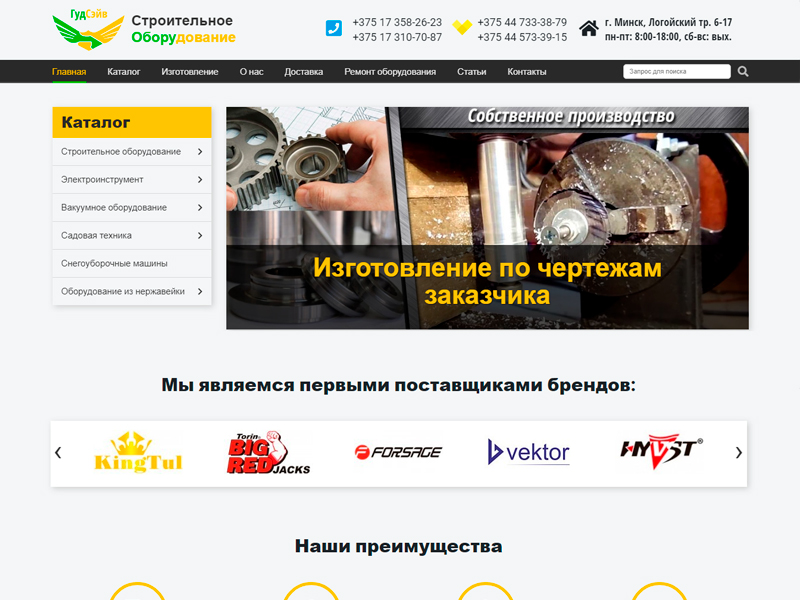 ГудСэйв
Строительное
Оборудование
+375 17 358-26-23
+375 17 310-70-87
+375 44 733-38-79
+375 44 573-39-15
г. Минск, Логойский тр. 6-17
пн-пт: 8:00-18:00, сб-вс: вых.
Главная
Каталог
Изготовление
О нас
Доставка
Ремонт оборудования
Статьи
Контакты
Запрос для поиска
Каталог
Строительное оборудование
Электроинструмент
Вакуумное оборудование
Садовая техника
Снегоуборочные машины
Оборудование из нержавейки
Собственное производство
Изготовление по чертежам
заказчика
Мы являемся первыми поставщиками брендов:
KingTul
Torin
BIG
RED JACKS
FORSAGE
vektor
HYVST®
Наши преимущества